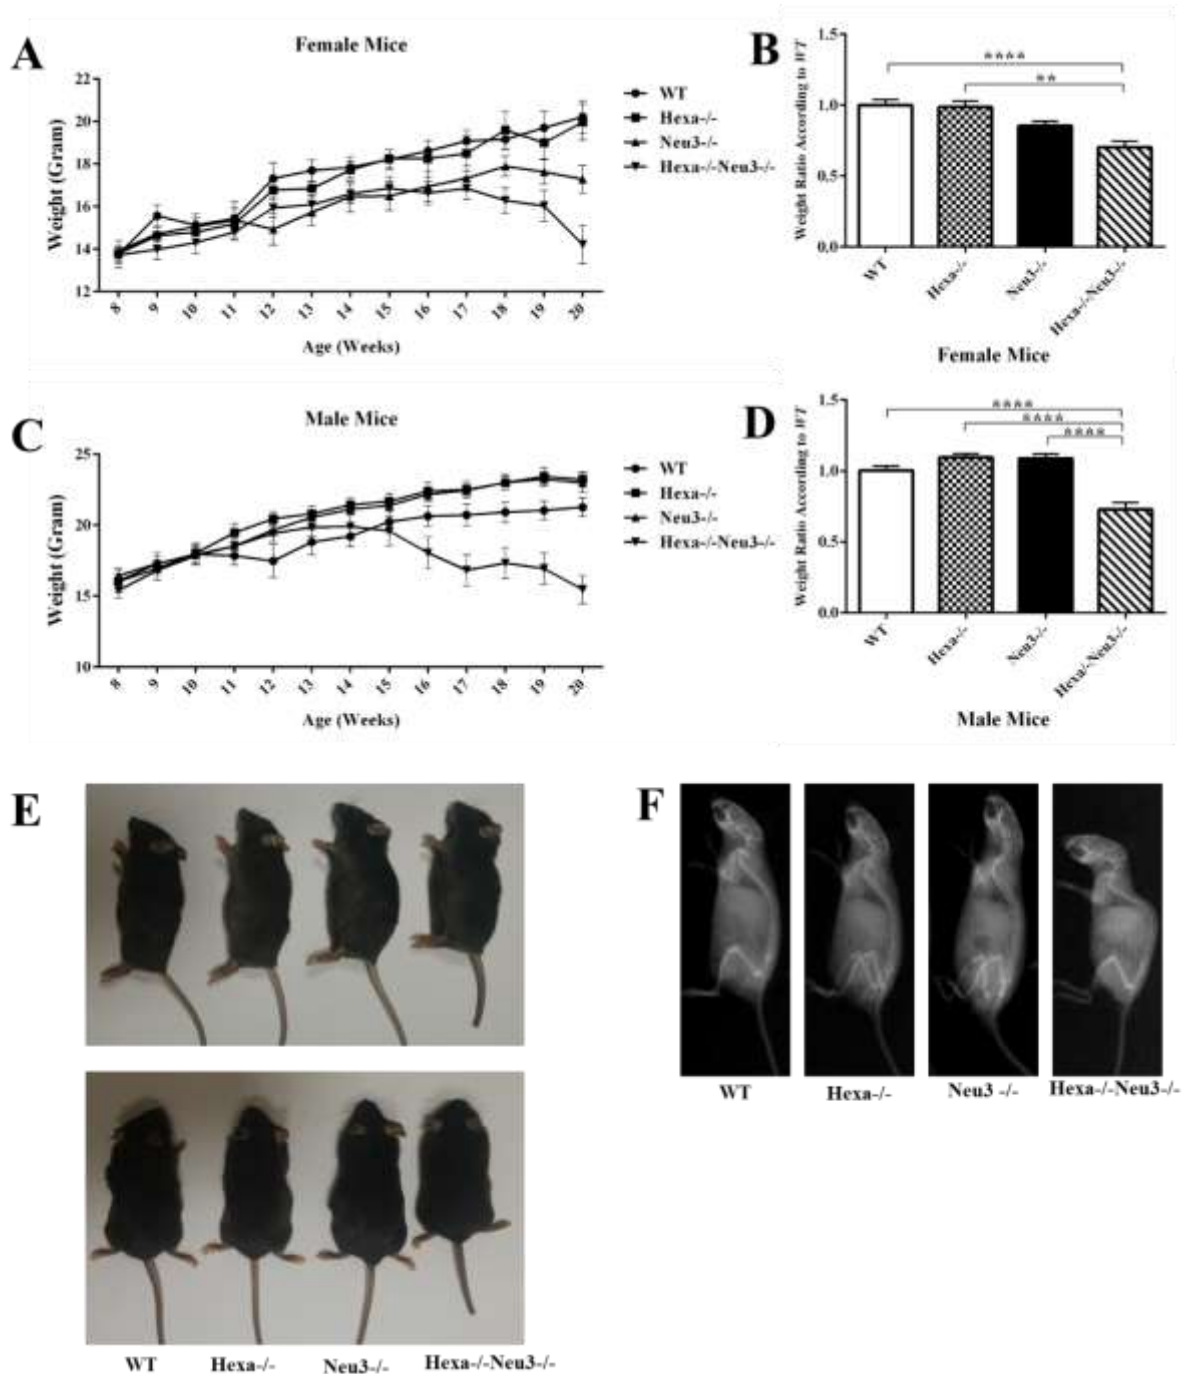 A
Female Mice
22
20
18
16
14
12
Weight (Gram)
8 9 10 11 12 13 14 15 16 17 18 19 20
Age (Weeks)
WT
Hexa-/-
Neu3-/-
Hexa-/-Neu3-/-
B
1.5
1.0
0.5
0.0
Weight Ratio According to WT
****
**
WT
Hexa-/-
Neu3-/-
Hexa-/-Neu3-/-
Female Mice
C
Male Mice
25
20
15
10
Weight (Gram)
8 9 10 11 12 13 14 15 16 17 18 19 20
Age (Weeks)
WT
Hexa-/-
Neu3-/-
Hexa-/-Neu3-/-
D
1.5
1.0
0.5
0.0
Weight Ratio According to WT
****
****
****
WT
Hexa-/-
Neu3-/-
Hexa/-Neu3-/-
Male Mice
E
WT Hexa-/- Neu3-/- Hexa-/-Neu3-/-
F
WT Hexa-/- Neu3 -/- Hexa-/-Neu3-/-